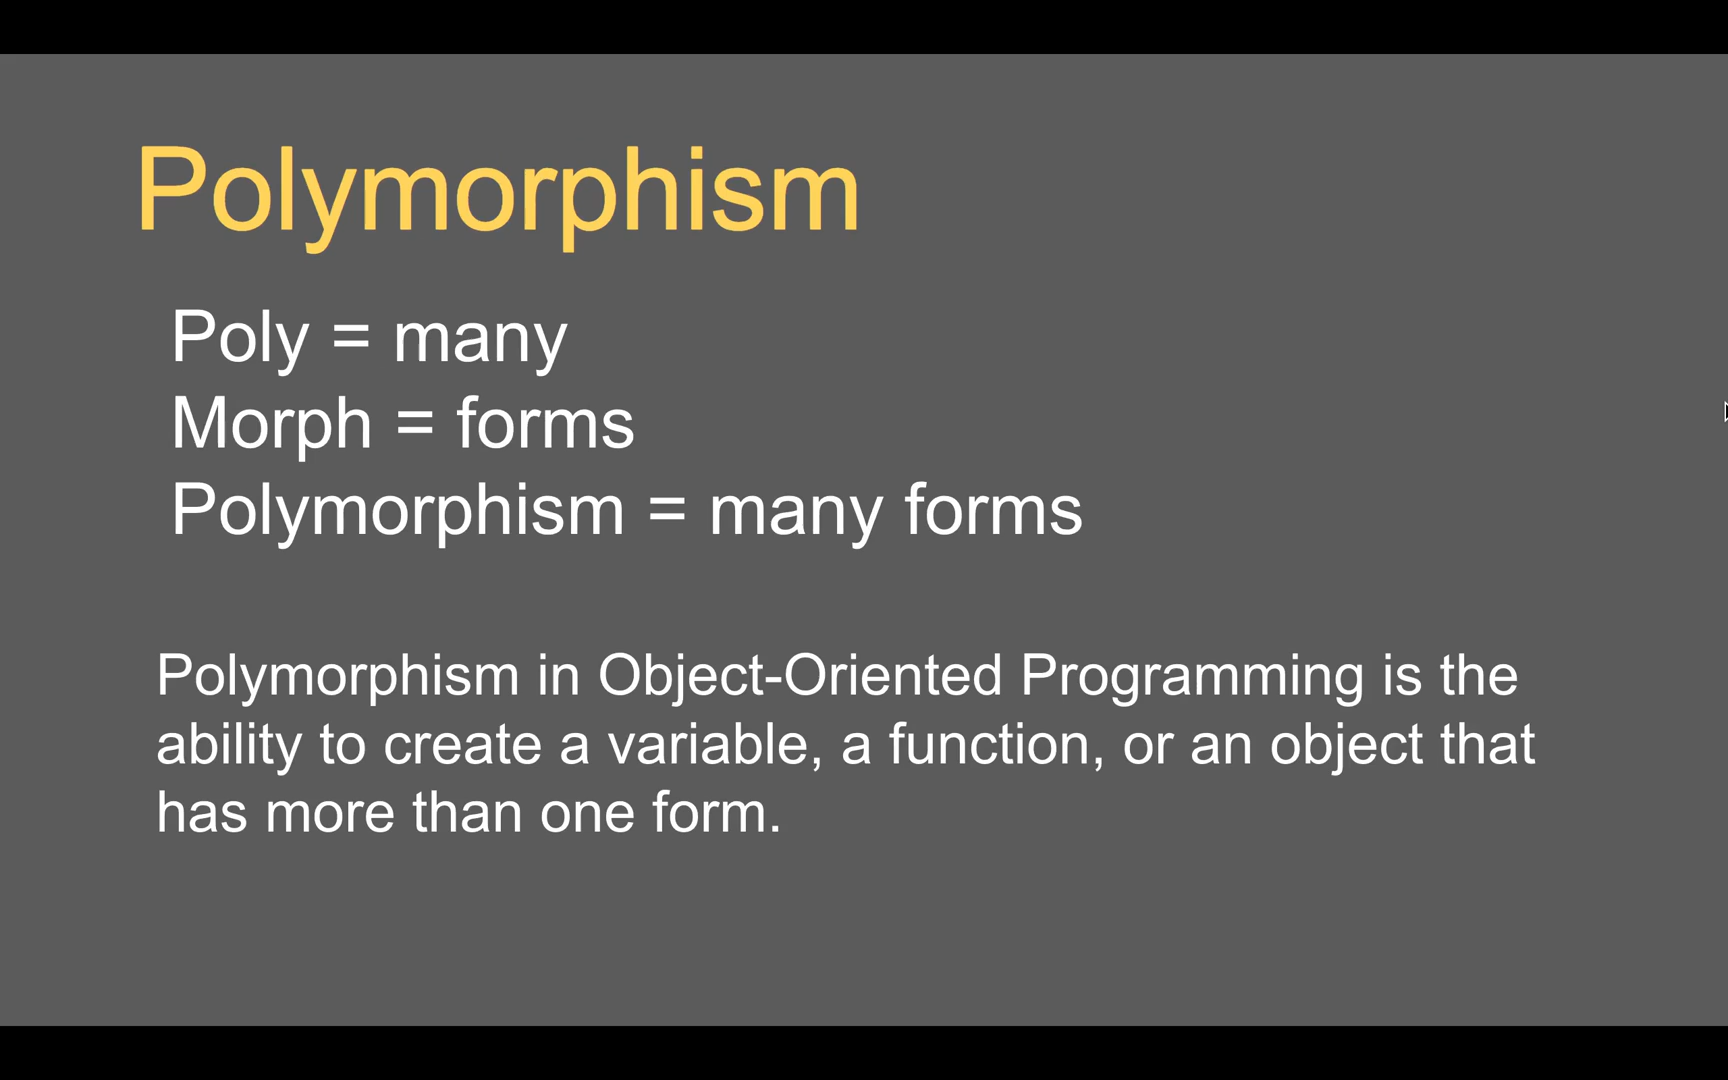 Polymorphism
Poly = many
Morph = forms
Polymorphism = many forms
Polymorphism in Object-Oriented Programming is the
ability to create a variable, a function, or an object that
has more than one form.